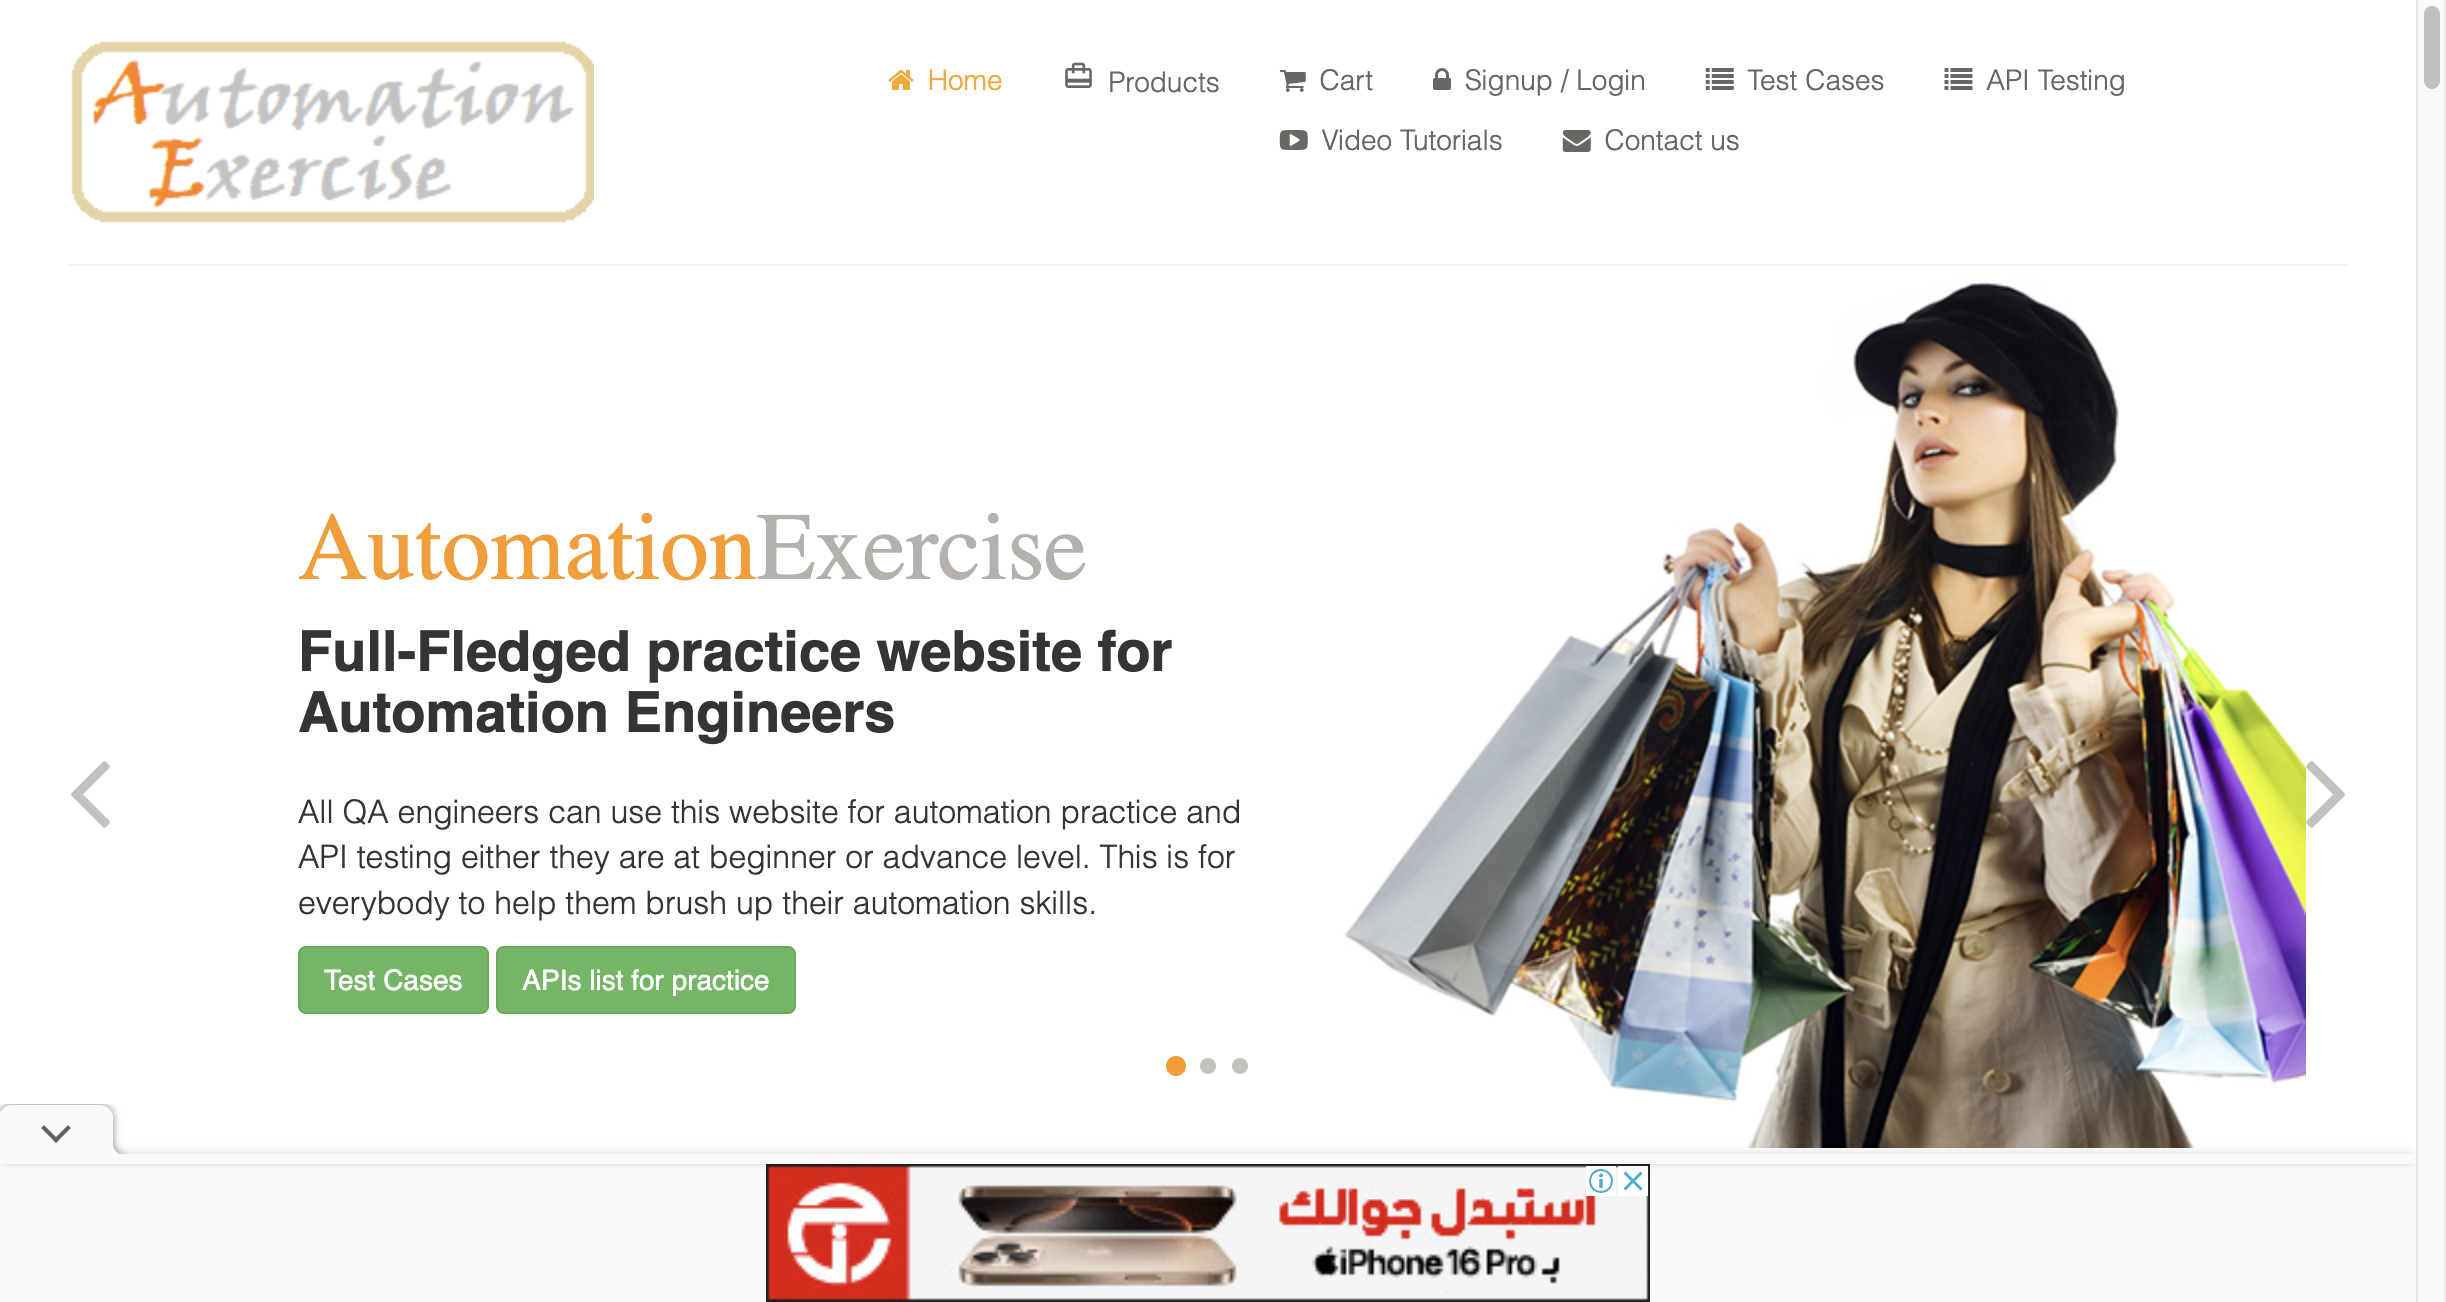 Automation
Exercise
Home
Products
Cart
Signup / Login
Test Cases
API Testing
Video Tutorials
Contact us
AutomationExercise
Full-Fledged practice website for
Automation Engineers
All QA engineers can use this website for automation practice and
API testing either they are at beginner or advance level. This is for
everybody to help them brush up their automation skills.
Test Cases
APIs list for practice
استبدل جوالك
بـ iPhone 16 Pro